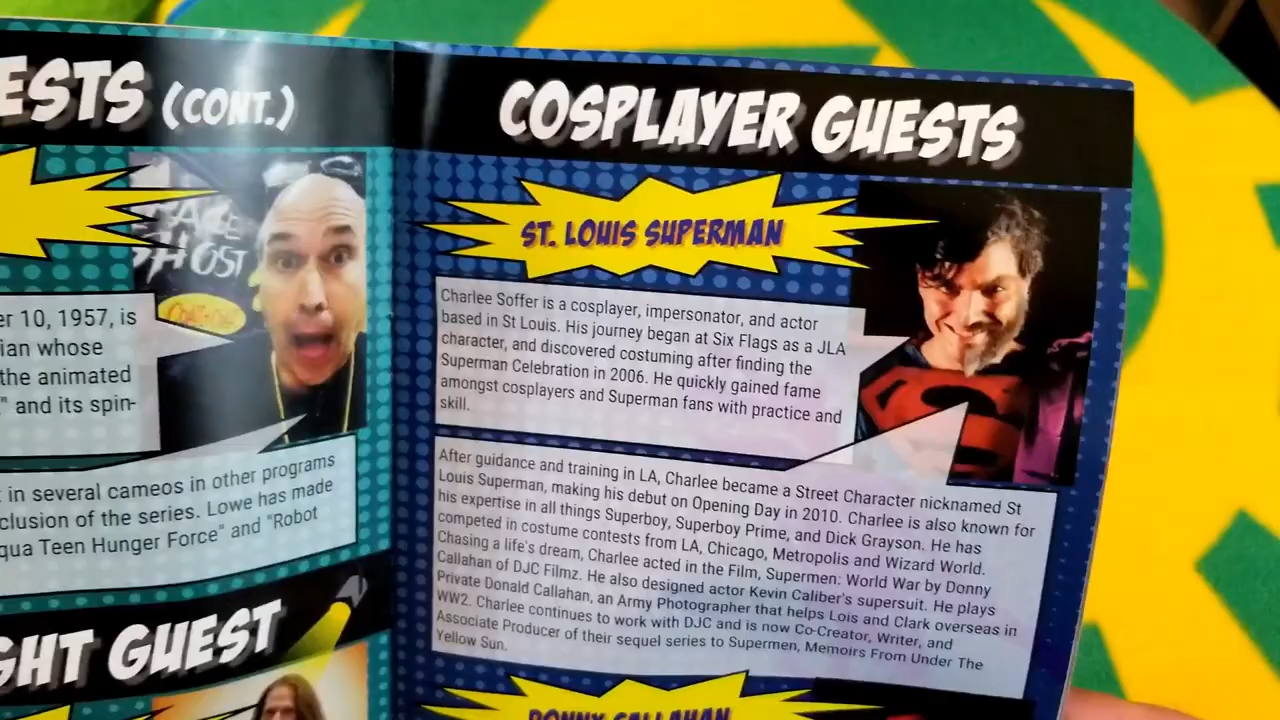 ESTS (CONT.)
SPACE
GHOST
er 10, 1957, is
ian whose
the animated
" and its spin-
t in several cameos in other programs
clusion of the series. Lowe has made
qua Teen Hunger Force" and "Robot
GHT GUEST
COSPLAYER GUESTS
ST. LOUIS SUPERMAN
Charlee Soffer is a cosplayer, impersonator, and actor
based in St Louis. His journey began at Six Flags as a JLA
character, and discovered costuming after finding the
Superman Celebration in 2006. He quickly gained fame
amongst cosplayers and Superman fans with practice and
skill.
After guidance and training in LA, Charlee became a Street Character nicknamed St
Louis Superman, making his debut on Opening Day in 2010. Charlee is also known for
his expertise in all things Superboy, Superboy Prime, and Dick Grayson. He has
competed in costume contests from LA, Chicago, Metropolis and Wizard World.
Chasing a life's dream, Charlee acted in the Film, Supermen: World War by Donny
Callahan of DJC Filmz. He also designed actor Kevin Caliber's supersuit. He plays
Private Donald Callahan, an Army Photographer that helps Lois and Clark overseas in
WW2. Charlee continues to work with DJC and is now Co-Creator, Writer, and
Associate Producer of their sequel series to Supermen, Memoirs From Under The
Yellow Sun.
DONNY CALLAHAN